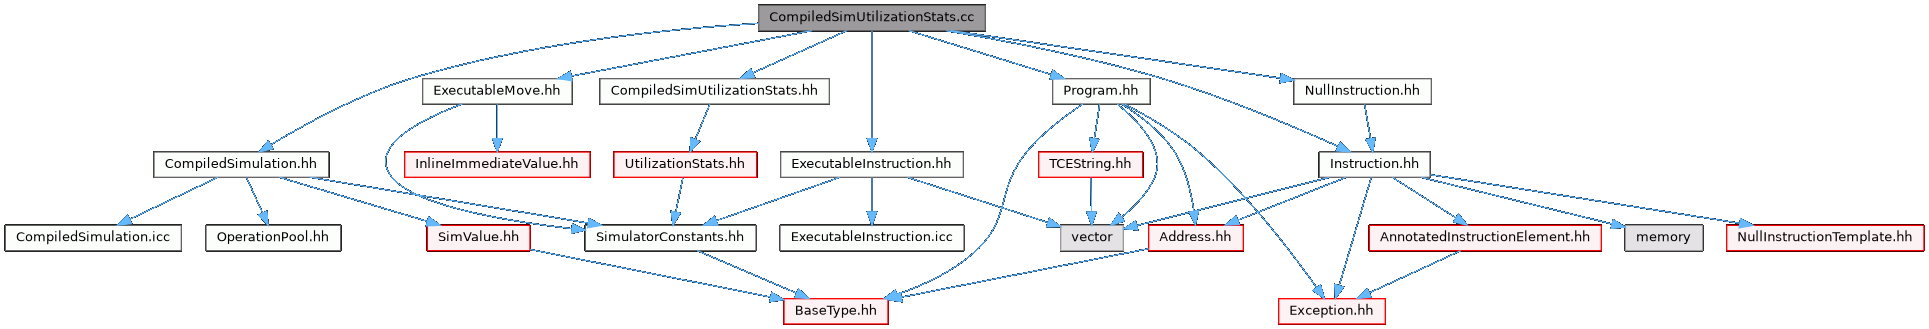 CompiledSimUtilizationStats.cc
ExecutableMove.hh
CompiledSimUtilizationStats.hh
Program.hh
NullInstruction.hh
CompiledSimulation.hh
InlineImmediateValue.hh
UtilizationStats.hh
ExecutableInstruction.hh
TCEString.hh
Instruction.hh
CompiledSimulation.icc
OperationPool.hh
SimValue.hh
SimulatorConstants.hh
ExecutableInstruction.icc
vector
Address.hh
AnnotatedInstructionElement.hh
memory
NullInstructionTemplate.hh
BaseType.hh
Exception.hh